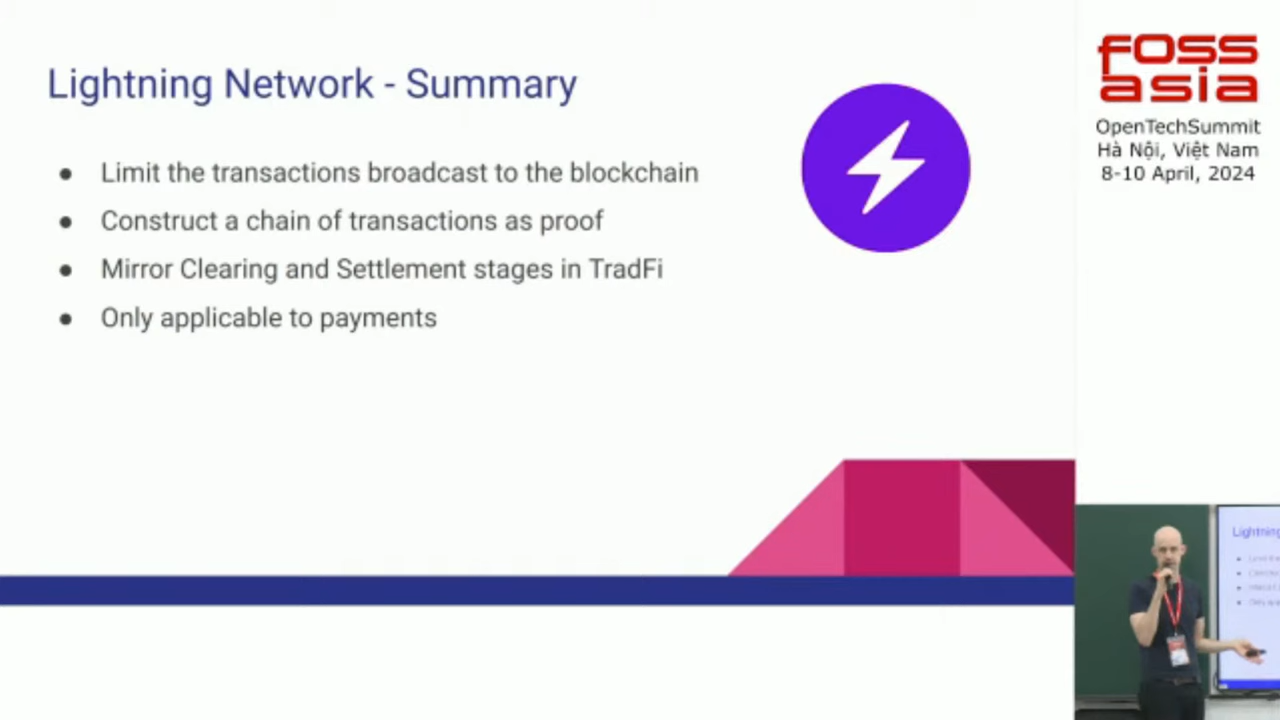 Lightning Network - Summary
● Limit the transactions broadcast to the blockchain
● Construct a chain of transactions as proof
● Mirror Clearing and Settlement stages in TradFi
● Only applicable to payments
FOSS
asia
OpenTechSummit
Hà Nội, Việt Nam
8-10 April, 2024
Lightning